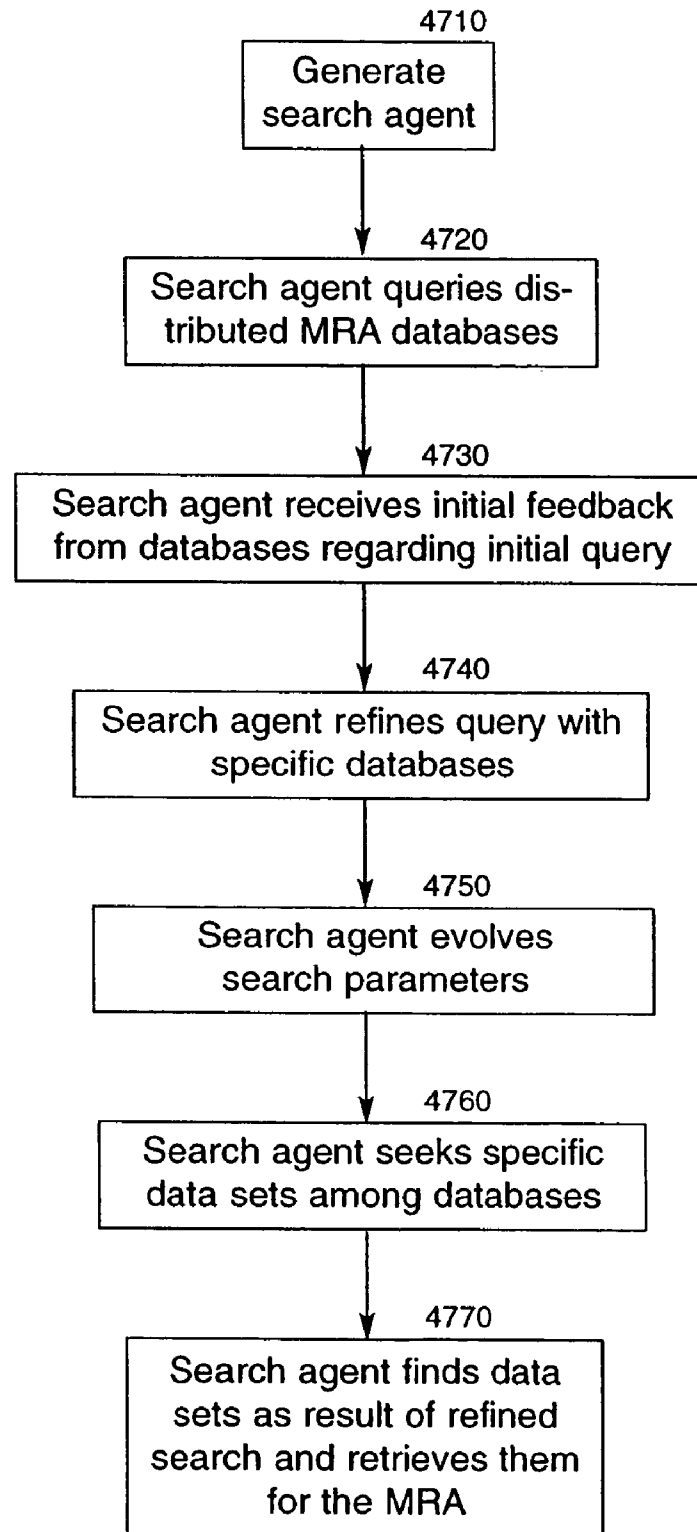 4710
Generate
search agent
4720
Search agent queries dis-
tributed MRA databases
4730
Search agent receives initial feedback
from databases regarding initial query
4740
Search agent refines query with
specific databases
4750
Search agent evolves
search parameters
4760
Search agent seeks specific
data sets among databases
4770
Search agent finds data
sets as result of refined
search and retrieves them
for the MRA